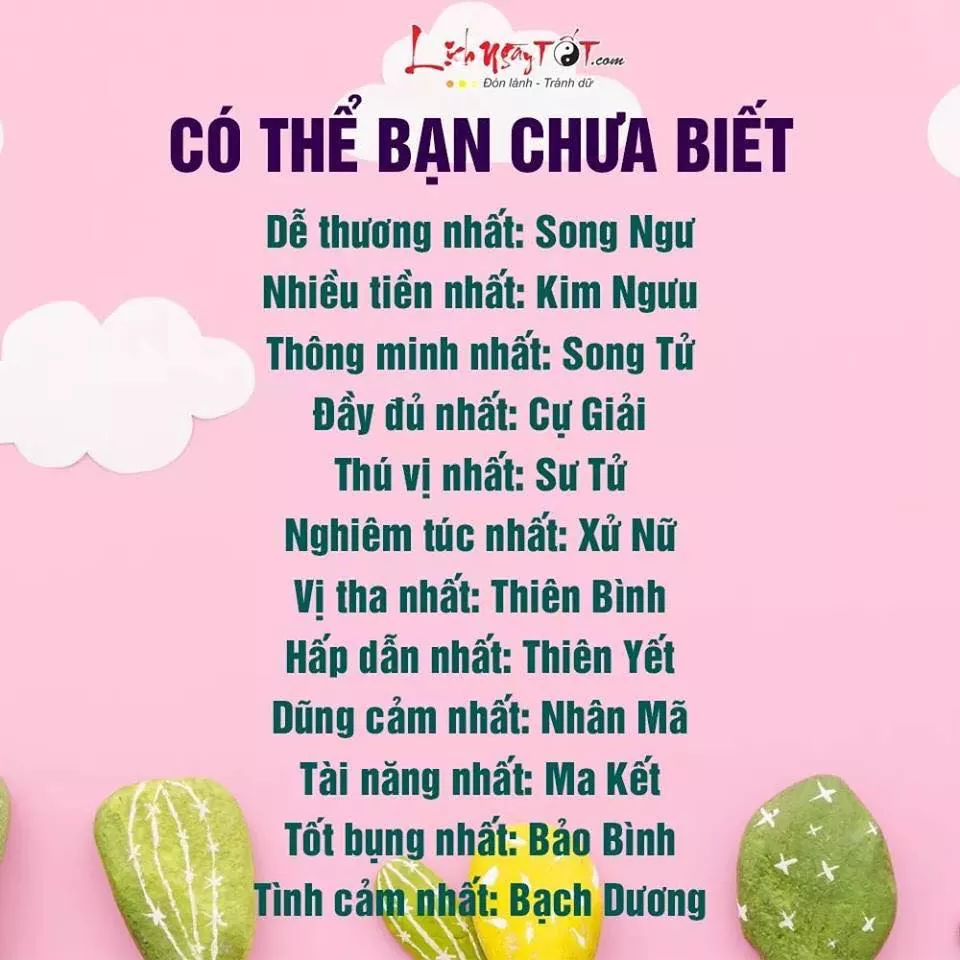 LịchNgàyTỐT.com
Đón lành - Tránh dữ
CÓ THỂ BẠN CHƯA BIẾT
Dễ thương nhất: Song Ngư
Nhiều tiền nhất: Kim Ngưu
Thông minh nhất: Song Tử
Đầy đủ nhất: Cự Giải
Thú vị nhất: Sư Tử
Nghiêm túc nhất: Xử Nữ
Vị tha nhất: Thiên Bình
Hấp dẫn nhất: Thiên Yết
Dũng cảm nhất: Nhân Mã
Tài năng nhất: Ma Kết
Tốt bụng nhất: Bảo Bình
Tình cảm nhất: Bạch Dương